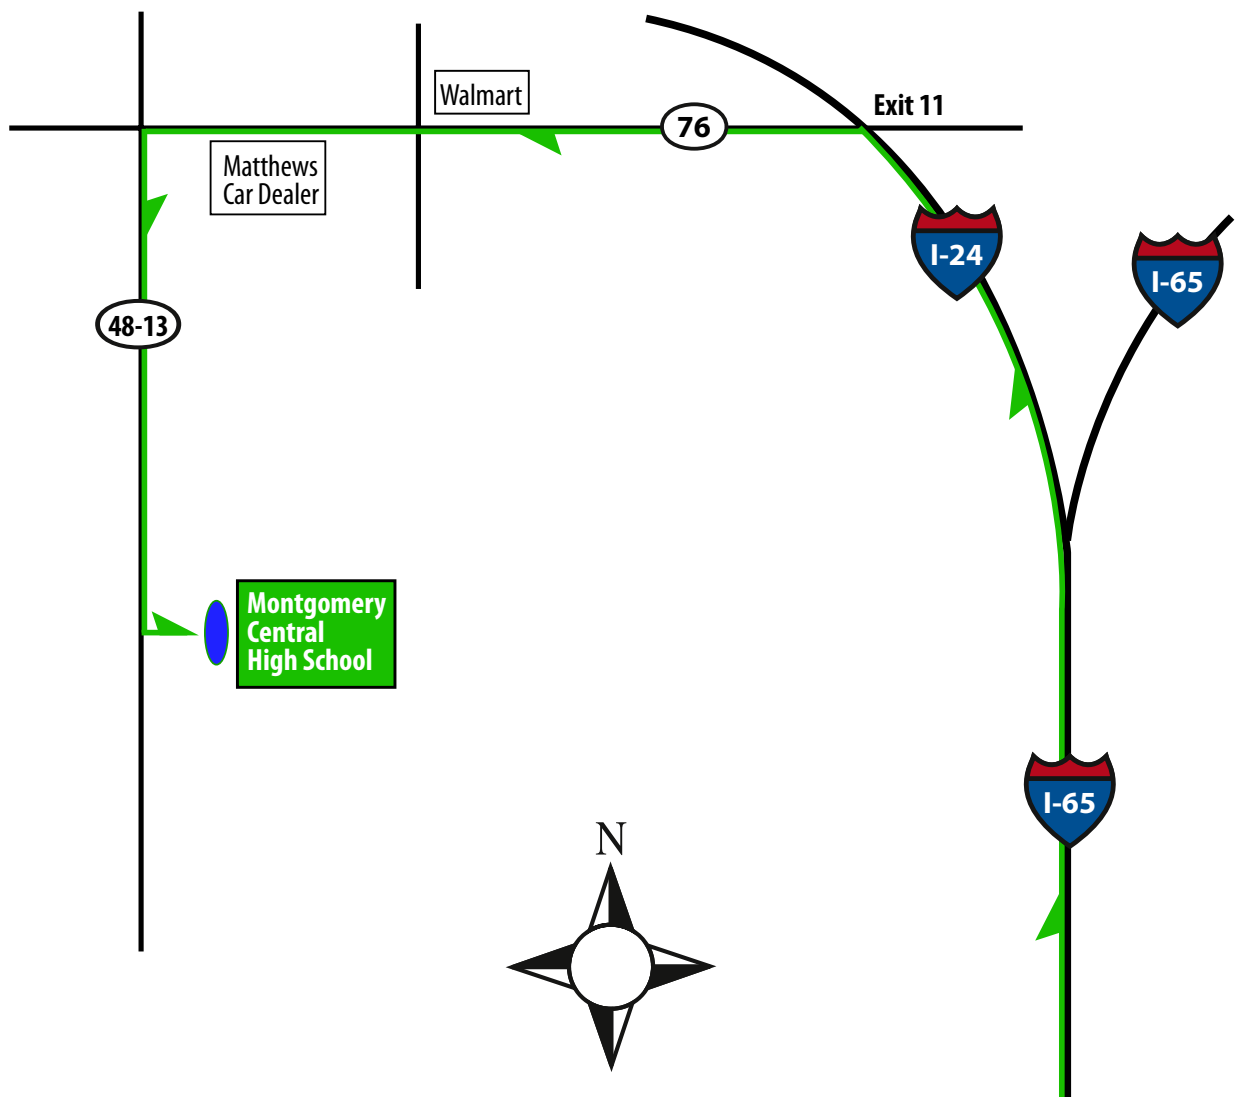 Walmart
Exit 11
76
Matthews
Car Dealer
I-24
I-65
48-13
Montgomery
Central
High School
I-65
N